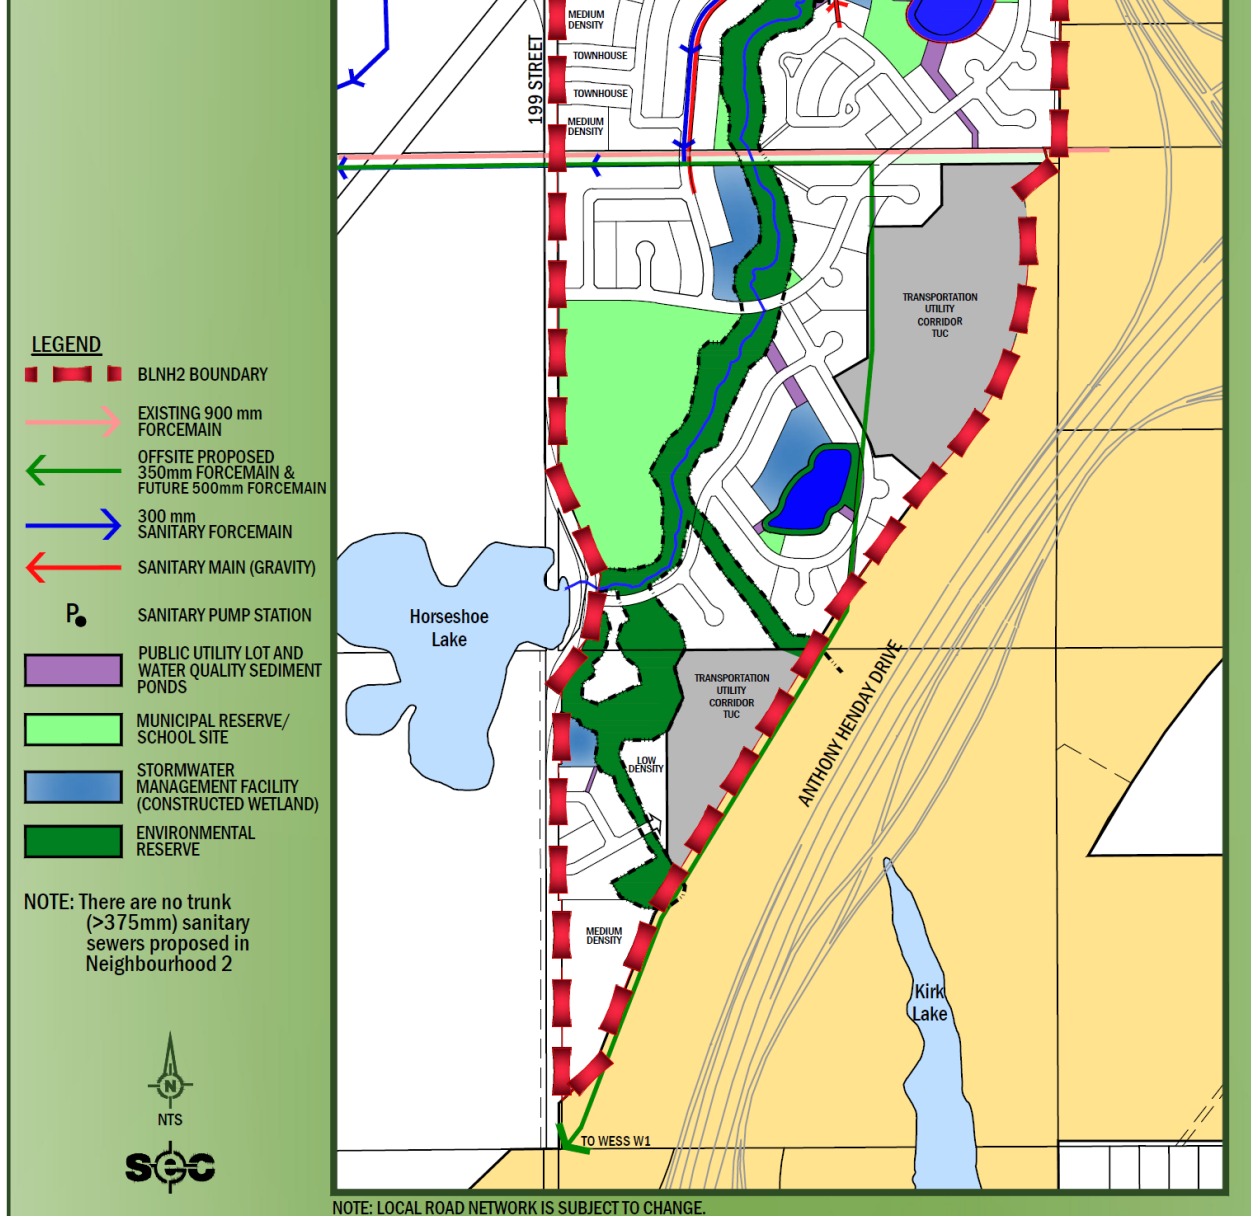 MEDIUM
DENSITY
TOWNHOUSE
TOWNHOUSE
MEDIUM
DENSITY
199 STREET
TRANSPORTATION
UTILITY
CORRIDOR
TUC
LEGEND
BLNH2 BOUNDARY
EXISTING 900 mm
FORCEMAIN
OFFSITE PROPOSED
350mm FORCEMAIN &
FUTURE 500mm FORCEMAIN
300 mm
SANITARY FORCEMAIN
SANITARY MAIN (GRAVITY)
P
SANITARY PUMP STATION
PUBLIC UTILITY LOT AND
WATER QUALITY SEDIMENT
PONDS
MUNICIPAL RESERVE/
SCHOOL SITE
STORMWATER
MANAGEMENT FACILITY
(CONSTRUCTED WETLAND)
ENVIRONMENTAL
RESERVE
NOTE: There are no trunk
(>375mm) sanitary
sewers proposed in
Neighbourhood 2
N
NTS
sec
Horseshoe
Lake
TRANSPORTATION
UTILITY
CORRIDOR
TUC
ANTHONY HENDAY DRIVE
LOW
DENSITY
MEDIUM
DENSITY
Kirk
Lake
TO WESS W1
NOTE: LOCAL ROAD NETWORK IS SUBJECT TO CHANGE.